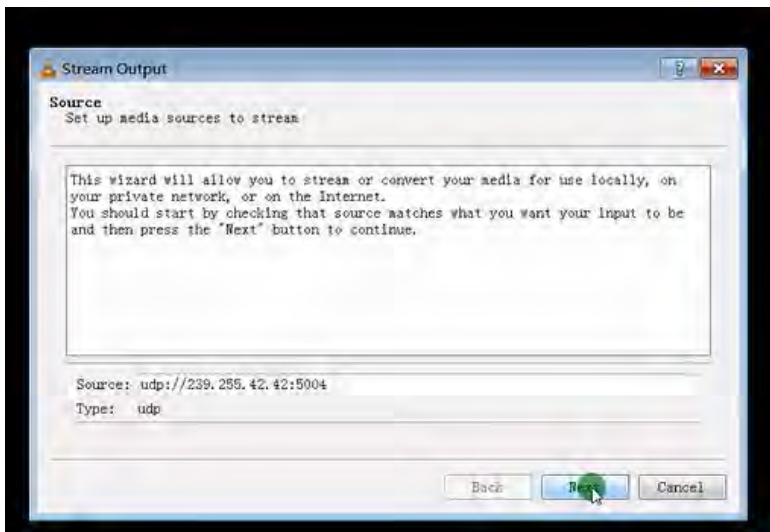 Stream Output
Source
Set up media sources to stream
This wizard will allow you to stream or convert your media for use locally, on
your private network, or on the Internet.
You should start by checking that source matches what you want your input to be
and then press the "Next" button to continue.
Source: udp://239.255.42.42:5004
Type: udp
Back Next Cancel